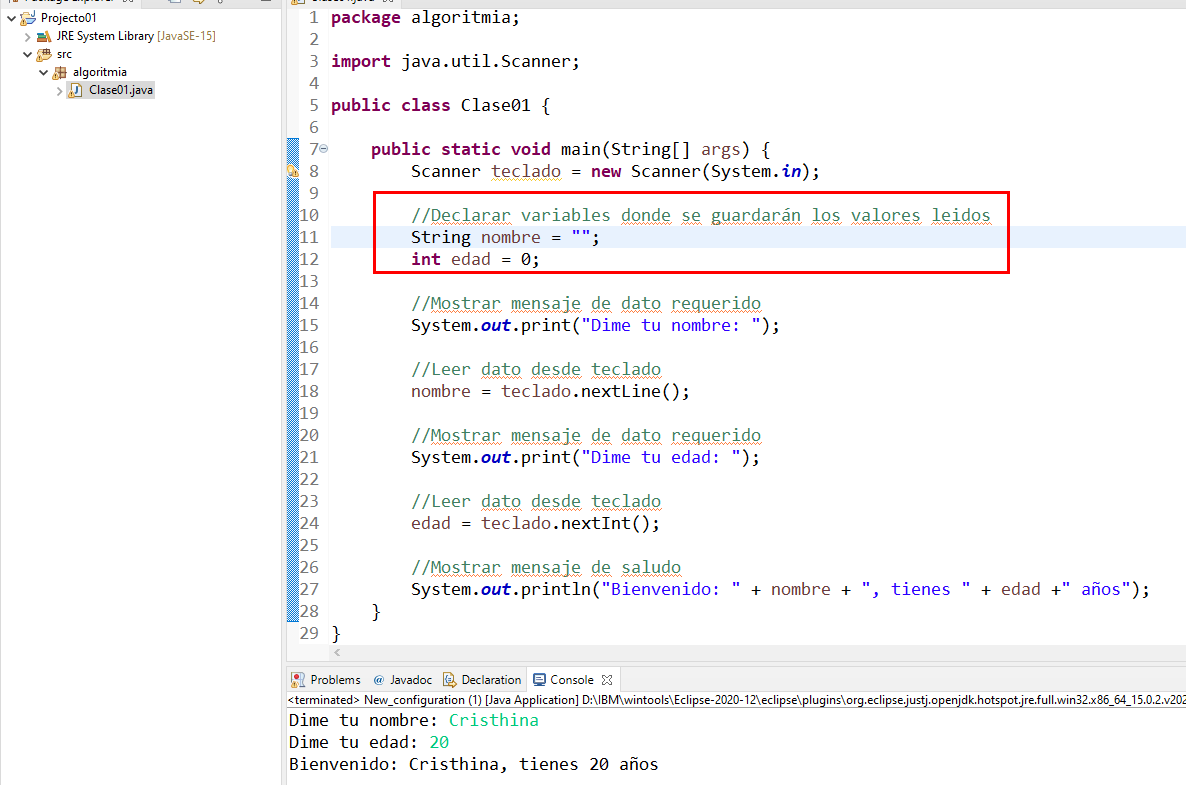 Projecto01
JRE System Library [JavaSE-15]
src
algoritmia
Clase01.java
1 package algoritmia;
2
3 import java.util.Scanner;
4
5 public class Clase01 {
6
7 public static void main(String[] args) {
8 Scanner teclado = new Scanner(System.in);
9
10 //Declarar variables donde se guardarán los valores leidos
11 String nombre = "";
12 int edad = 0;
13
14 //Mostrar mensaje de dato requerido
15 System.out.print("Dime tu nombre: ");
16
17 //Leer dato desde teclado
18 nombre = teclado.nextLine();
19
20 //Mostrar mensaje de dato requerido
21 System.out.print("Dime tu edad: ");
22
23 //Leer dato desde teclado
24 edad = teclado.nextInt();
25
26 //Mostrar mensaje de saludo
27 System.out.println("Bienvenido: " + nombre + ", tienes " + edad +" años");
28 }
29 }
Problems @ Javadoc Declaration Console
<terminated> New_configuration (1) [Java Application] D:\IBM\wintools\Eclipse-2020-12\eclipse\plugins\org.eclipse.justj.openjdk.hotspot.jre.full.win32.x86_64_15.0.2.v202
Dime tu nombre: Cristhina
Dime tu edad: 20
Bienvenido: Cristhina, tienes 20 años